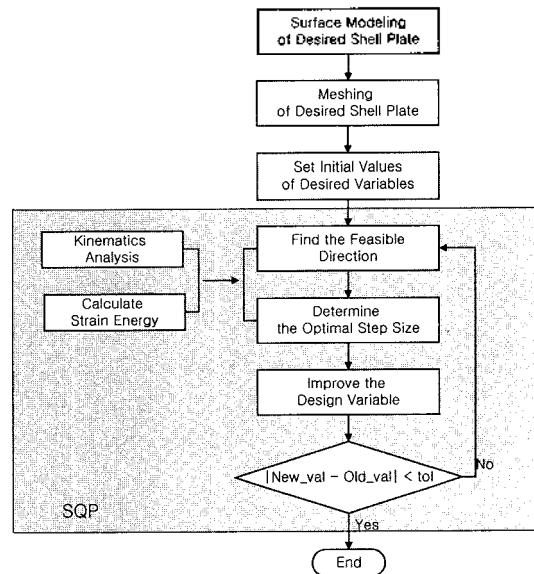 Surface Modeling
of Desired Shell Plate
Meshing
of Desired Shell Plate
Set Initial Values
of Desired Variables
Kinematics
Analysis
Calculate
Strain Energy
Find the Feasible
Direction
Determine
the Optimal Step Size
Improve the
Design Variable
|New_val - Old_val| < tol
No
SQP
Yes
End